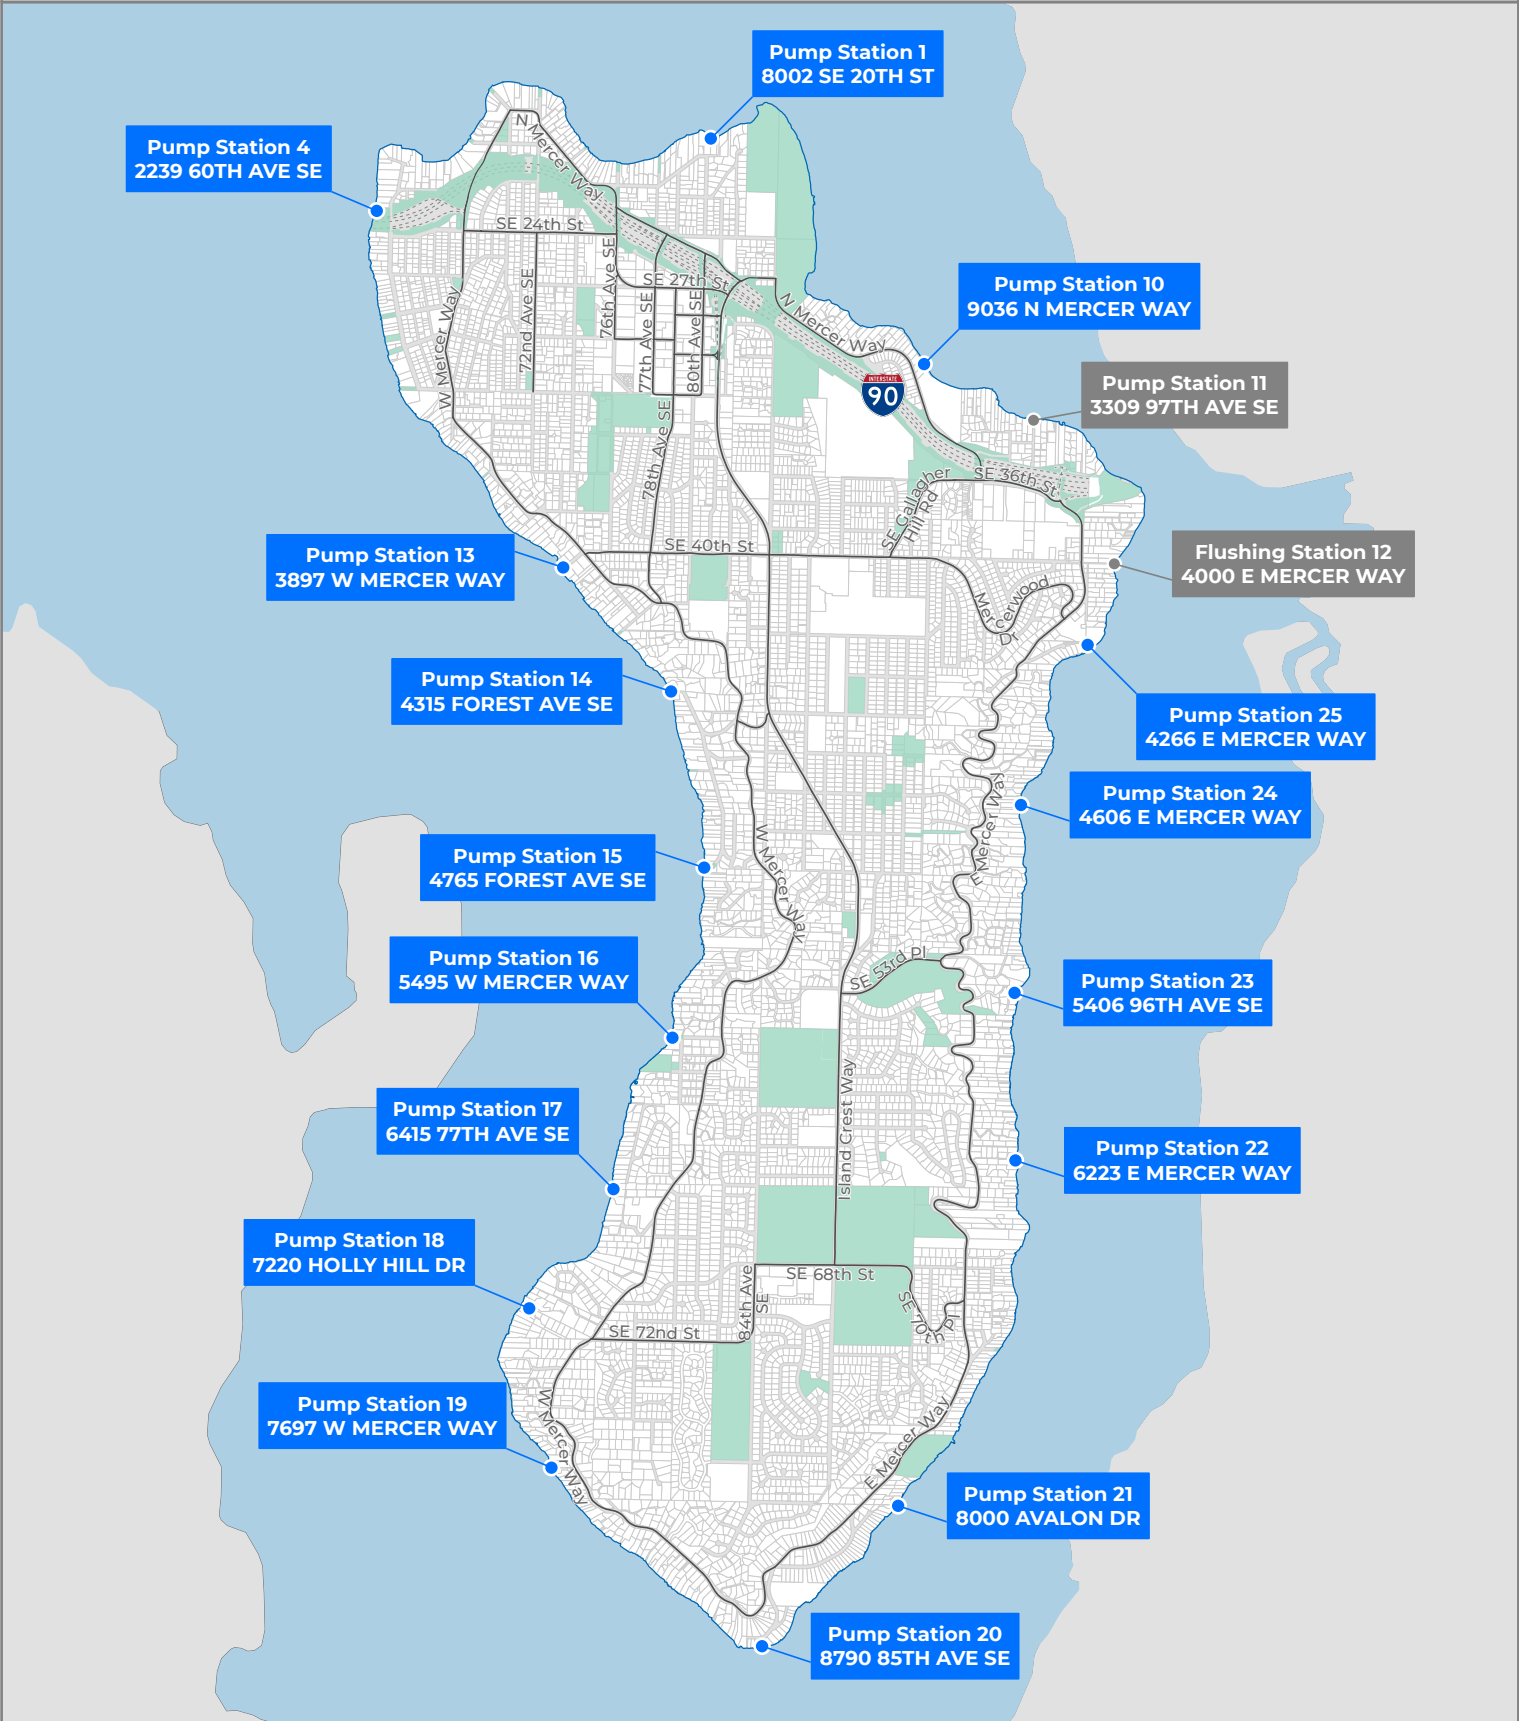 Pump Station 1
8002 SE 20TH ST
Pump Station 4
2239 60TH AVE SE
N Mercer Way
SE 24th St
76th Ave SE
72nd Ave SE
SE 27th St
77th Ave SE
80th Ave SE
W Mercer Way
N Mercer Way
Pump Station 10
9036 N MERCER WAY
INTERSTATE
90
Pump Station 11
3309 97TH AVE SE
78th Ave SE
SE Gallagher
Hill Rd
SE 36th St
SE 40th St
Pump Station 13
3897 W MERCER WAY
Flushing Station 12
4000 E MERCER WAY
Mercerwood
Dr
Pump Station 14
4315 FOREST AVE SE
Pump Station 25
4266 E MERCER WAY
Pump Station 24
4606 E MERCER WAY
E Mercer Way
W Mercer Way
Pump Station 15
4765 FOREST AVE SE
Pump Station 16
5495 W MERCER WAY
SE 53rd Pl
Pump Station 23
5406 96TH AVE SE
Island Crest Way
Pump Station 17
6415 77TH AVE SE
Pump Station 22
6223 E MERCER WAY
Pump Station 18
7220 HOLLY HILL DR
SE 68th St
84th Ave
SE
SE 70th Pl
SE 72nd St
Pump Station 19
7697 W MERCER WAY
W Mercer Way
E Mercer Way
Pump Station 21
8000 AVALON DR
Pump Station 20
8790 85TH AVE SE